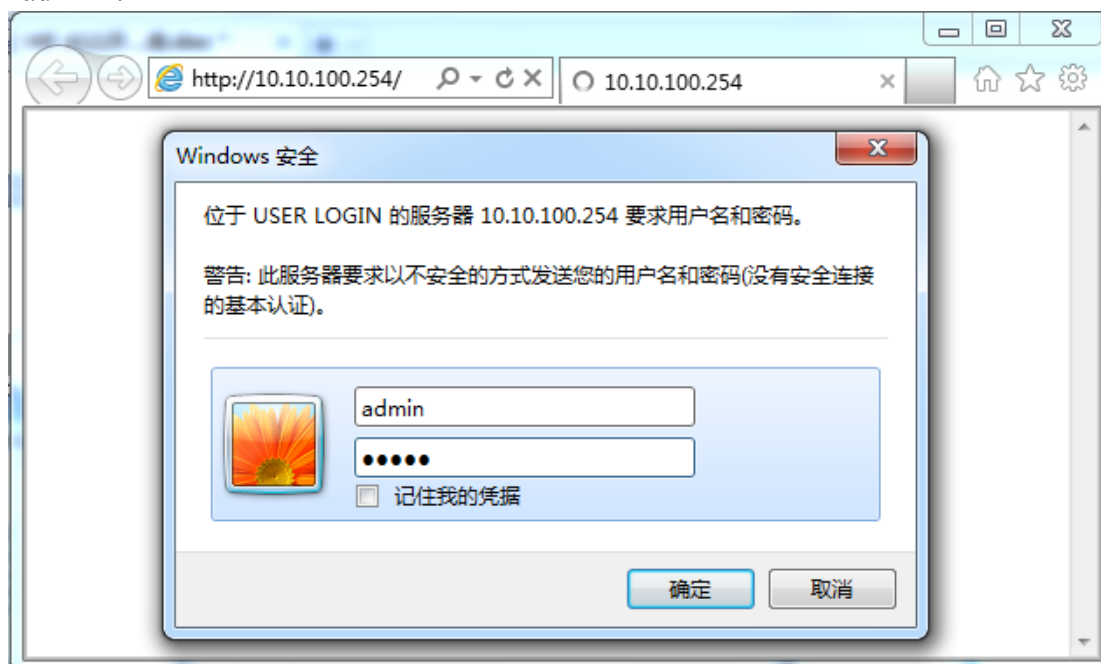 http://10.10.100.254/
10.10.100.254
Windows 安全
位于 USER LOGIN 的服务器 10.10.100.254 要求用户名和密码。
警告: 此服务器要求以不安全的方式发送您的用户名和密码(没有安全连接
的基本认证)。
admin
●●●●●
记住我的凭据
确定
取消